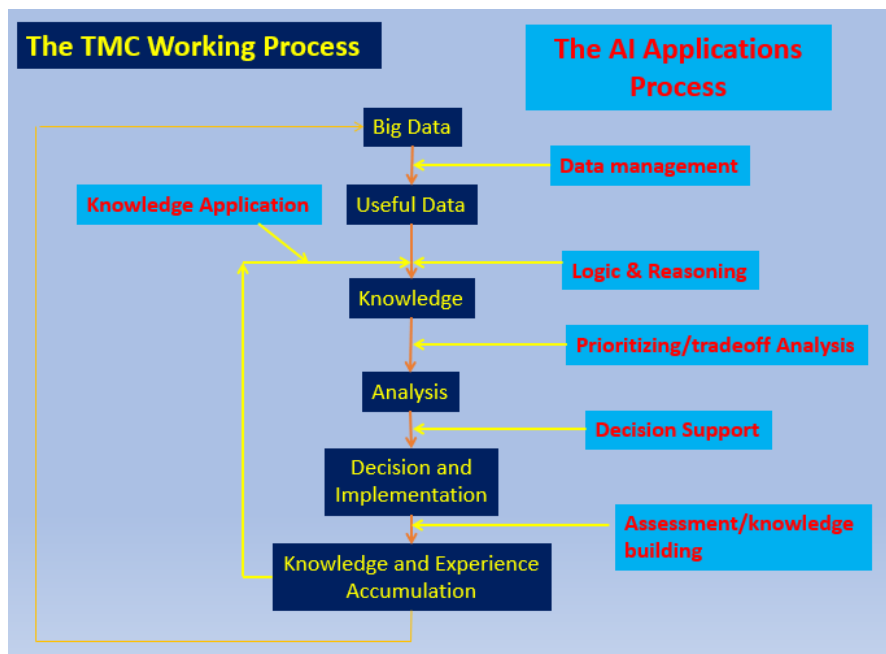 The TMC Working Process
The AI Applications
Process
Big Data
Data management
Knowledge Application
Useful Data
Logic & Reasoning
Knowledge
Prioritizing/tradeoff Analysis
Analysis
Decision Support
Decision and
Implementation
Assessment/knowledge
building
Knowledge and Experience
Accumulation